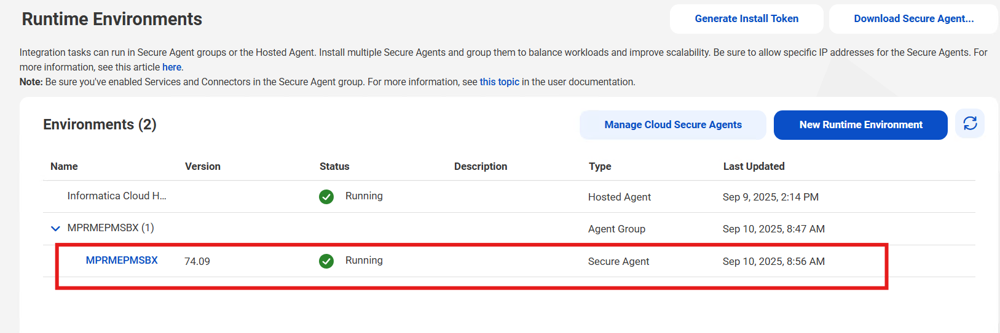 Runtime Environments
Generate Install Token
Download Secure Agent...
Integration tasks can run in Secure Agent groups or the Hosted Agent. Install multiple Secure Agents and group them to balance workloads and improve scalability. Be sure to allow specific IP addresses for the Secure Agents. For
more information, see this article here.
Note: Be sure you've enabled Services and Connectors in the Secure Agent group. For more information, see this topic in the user documentation.
Environments (2)
Manage Cloud Secure Agents
New Runtime Environment
Name Version Status Description Type Last Updated
Informatica Cloud H... Running Hosted Agent Sep 9, 2025, 2:14 PM
MPRMEPMSBX (1) Agent Group Sep 10, 2025, 8:47 AM
MPRMEPMSBX 74.09 Running Secure Agent Sep 10, 2025, 8:56 AM